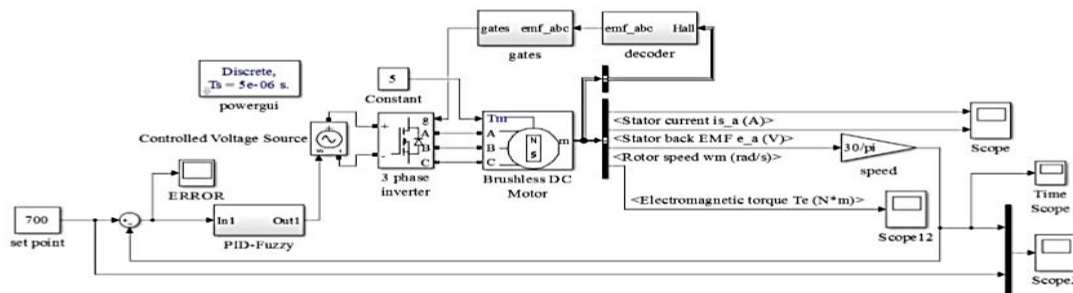 gates emf_abc
gates
emf_abc Hall
decoder
Discrete,
Ts = 5e-06 s.
powergui
5
Constant
Controlled Voltage Source
+
-
g
A
B
C
3 phase
inverter
Tm
A
B
C
m
N
S
Brushless DC
Motor
<Stator current is_a (A)>
<Stator back EMF e_a (V)>
<Rotor speed wm (rad/s)>
<Electromagnetic torque Te (N*m)>
30/pi
speed
Scope
Time
Scope
Scope12
ERROR
700
set point
In1 Out1
PID-Fuzzy